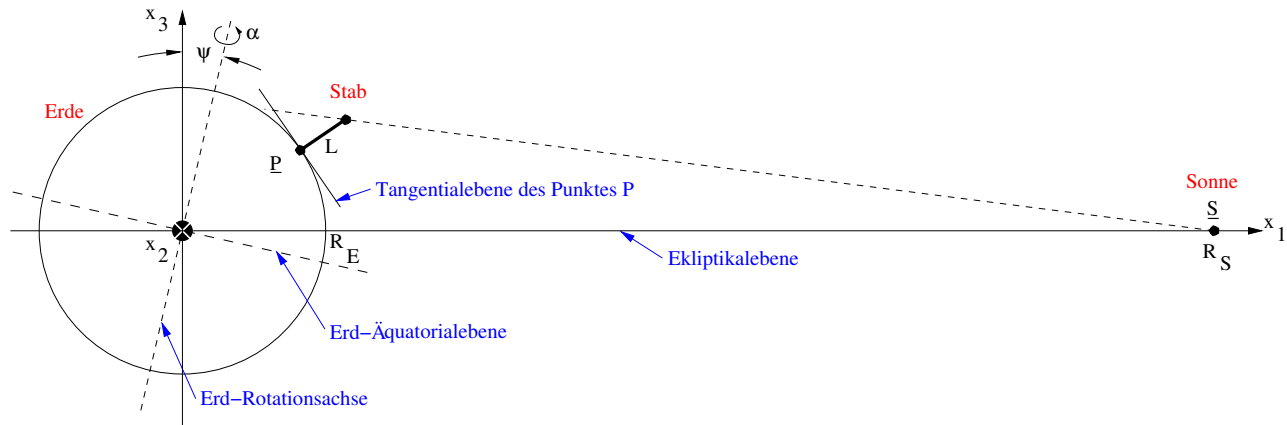 x3
α
ψ
Erde
Stab
L
P
Tangentialebene des Punktes P
Sonne
S
x2
RE
x1
RS
Ekliptikalebene
Erd–Äquatorialebene
Erd–Rotationsachse